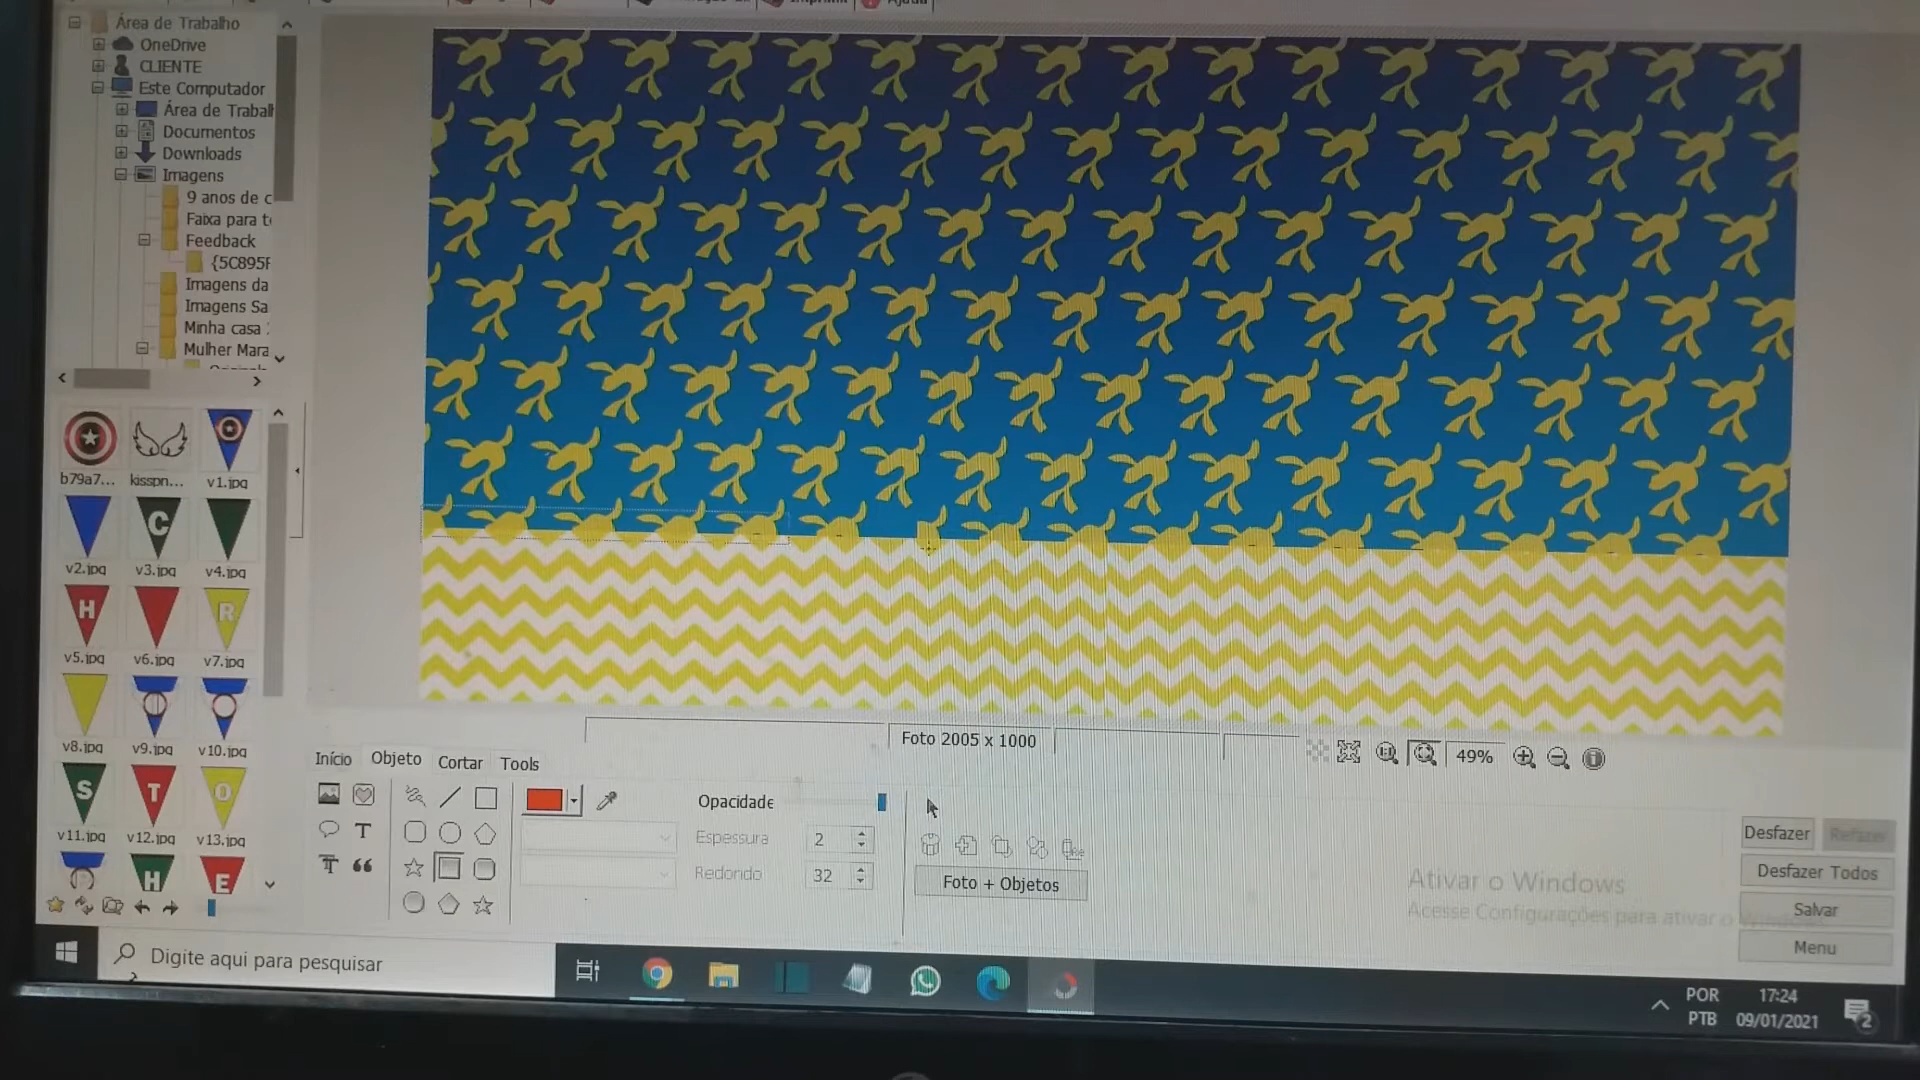 Área de Trabalho
OneDrive
CLIENTE
Este Computador
Área de Trabal
Documentos
Downloads
Imagens
9 anos de c
Faixa para t
Feedback
{5C895F
Imagens da
Imagens Sa
Minha casa
Mulher Mara
b79a7... kisspn... v1.jpg
v2.jpg v3.jpg v4.jpg
v5.jpg v6.jpg v7.jpg
v8.jpg v9.jpg v10.jpg
v11.jpg v12.jpg v13.jpg
C
H
R
S
T
O
H
E
Foto 2005 x 1000
49%
Início Objeto Cortar Tools
Opacidade
Espessura 2
Redondo 32
Foto + Objetos
Desfazer Refazer
Desfazer Todos
Salvar
Menu
Ativar o Windows
Acesse Configurações para ativar o
Digite aqui para pesquisar
POR
PTB
17:24
09/01/2021
2